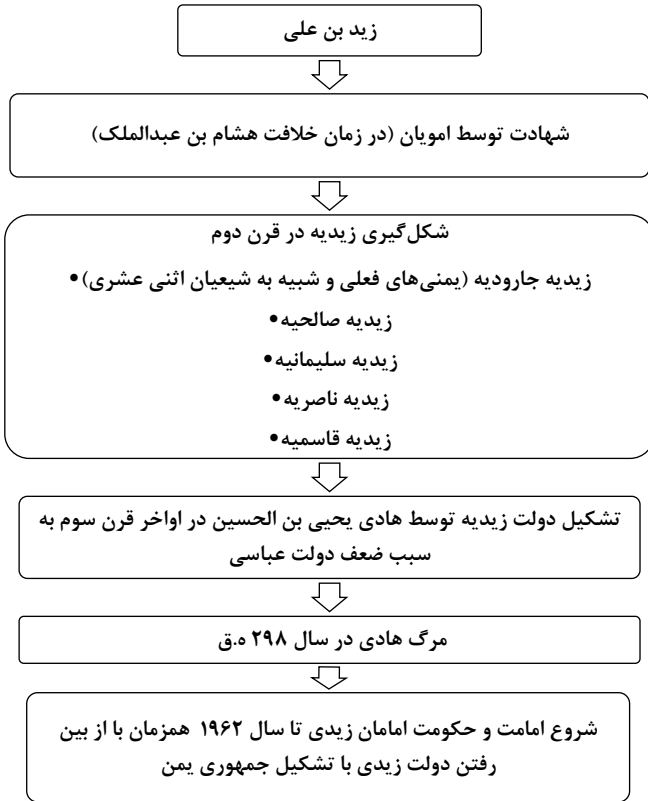 زید بن علی
شهادت توسط امویان (در زمان خلافت هشام بن عبدالملک)
شکل‌گیری زیدیه در قرن دوم
زیدیه جارودیه (یمنی‌های فعلی و شبیه به شیعیان اثنی عشری)•
زیدیه صالحیه•
زیدیه سلیمانیه•
زیدیه ناصریه•
زیدیه قاسمیه•
تشکیل دولت زیدیه توسط هادی یحیی بن الحسین در اواخر قرن سوم به
سبب ضعف دولت عباسی
مرگ هادی در سال ۲۹۸ ه.ق
شروع امامت و حکومت امامان زیدی تا سال ۱۹۶۲ همزمان با از بین
رفتن دولت زیدی با تشکیل جمهوری یمن